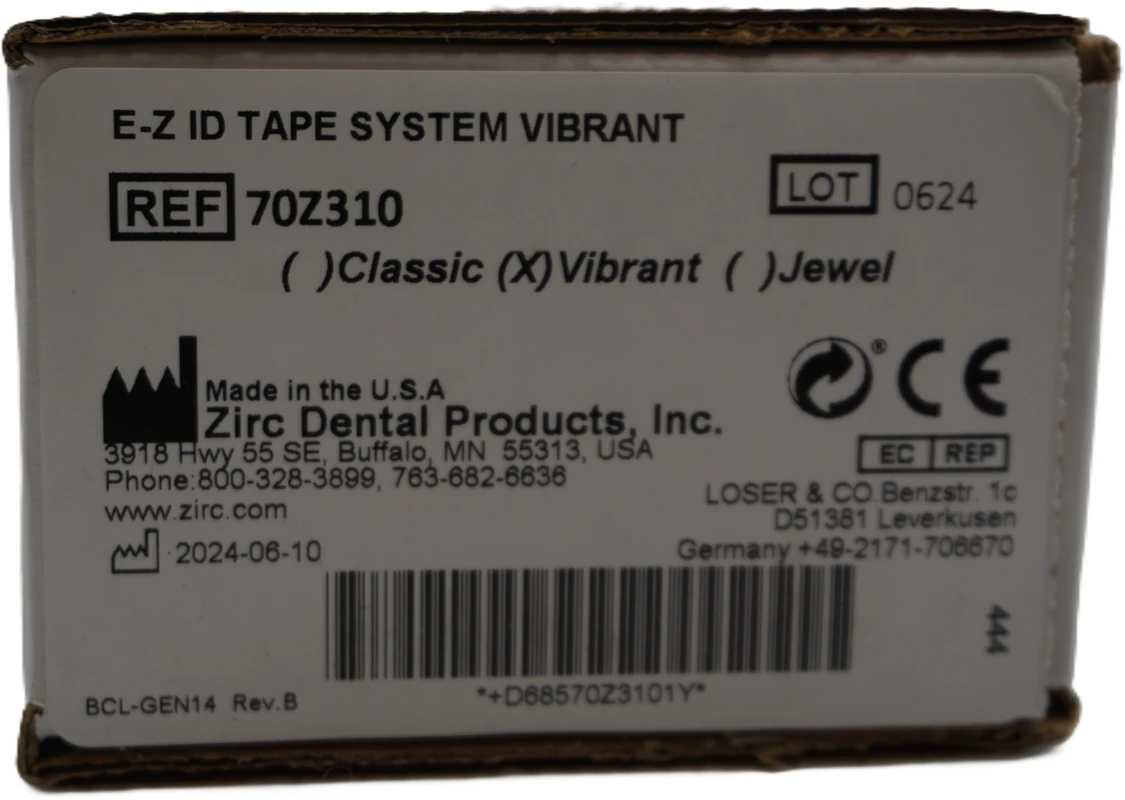 E-Z ID TAPE SYSTEM VIBRANT
REF 70Z310
LOT 0624
( )Classic (X)Vibrant ( )Jewel
Made in the U.S.A
Zirc Dental Products, Inc.
3918 Hwy 55 SE, Buffalo, MN 55313, USA
Phone:800-328-3899, 763-682-6636
www.zirc.com
2024-06-10
® CE
EC REP
LOSER & CO.Benzstr. 1c
D51381 Leverkusen
Germany +49-2171-706670
444
*+D68570Z3101Y*
BCL-GEN14 Rev.B